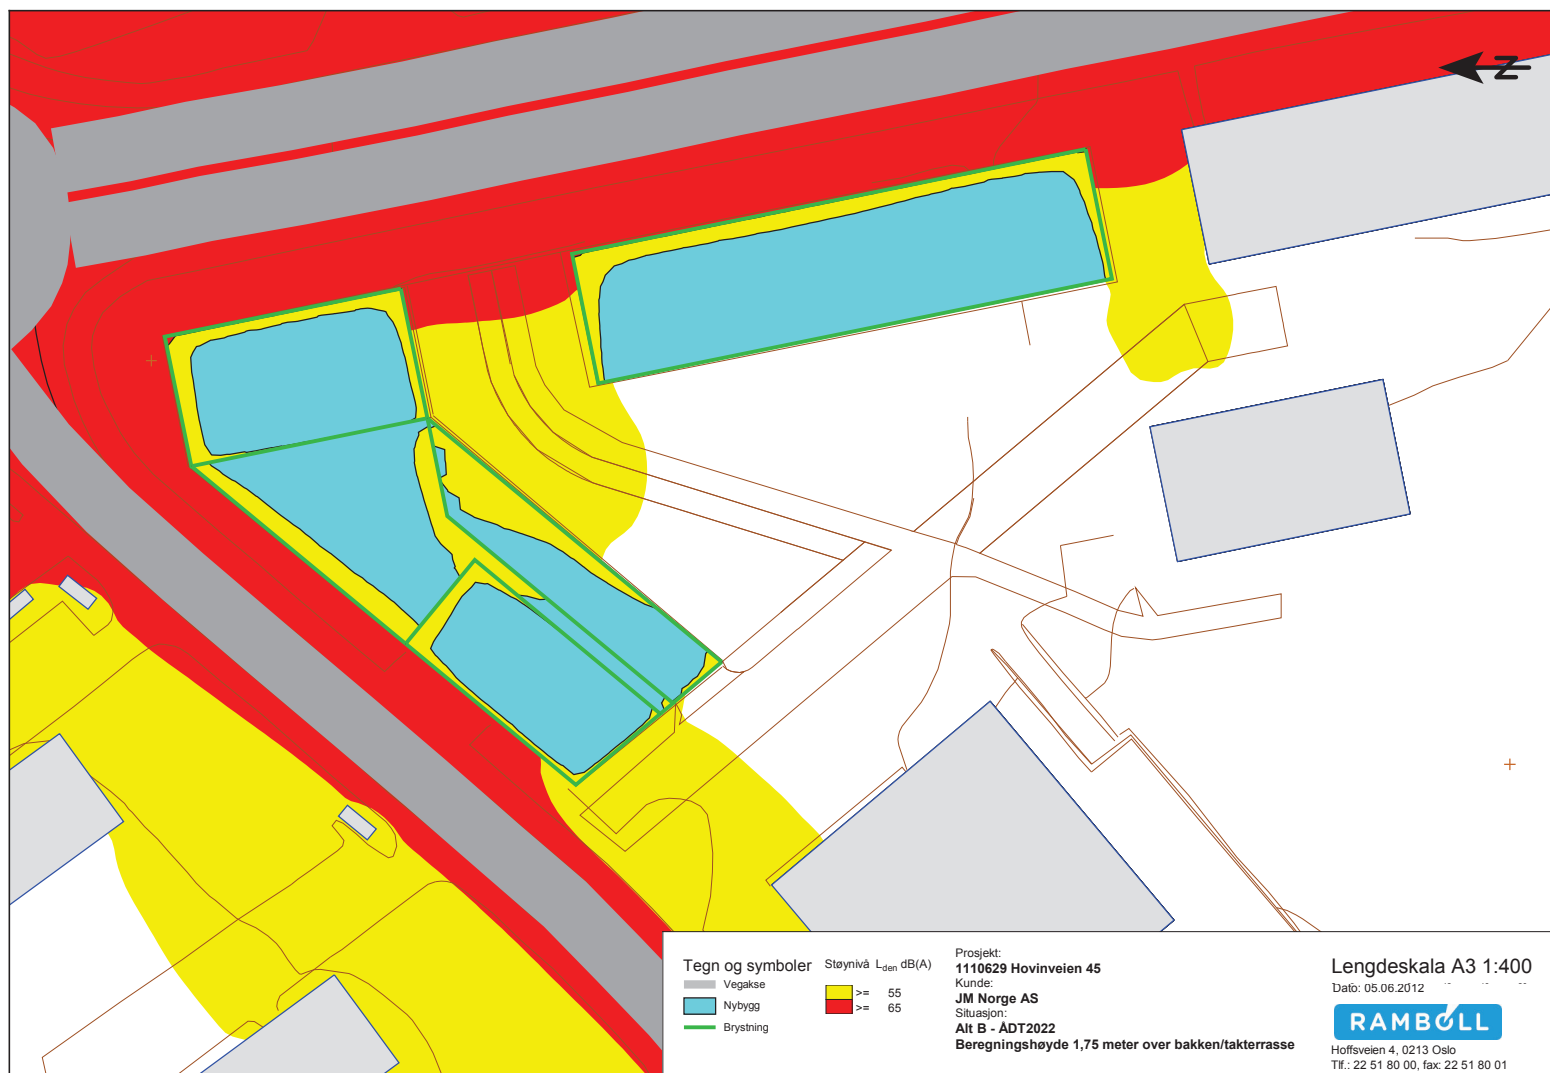 Z
Tegn og symboler
Vegakse
Nybygg
Brystning
Støynivå Lden dB(A)
>= 55
>= 65
Prosjekt:
1110629 Hovinveien 45
Kunde:
JM Norge AS
Situasjon:
Alt B - ÅDT2022
Beregningshøyde 1,75 meter over bakken/takterrasse
Lengdeskala A3 1:400
Dato: 05.06.2012
RAMBOLL
Hoffsveien 4, 0213 Oslo
Tlf.: 22 51 80 00, fax: 22 51 80 01